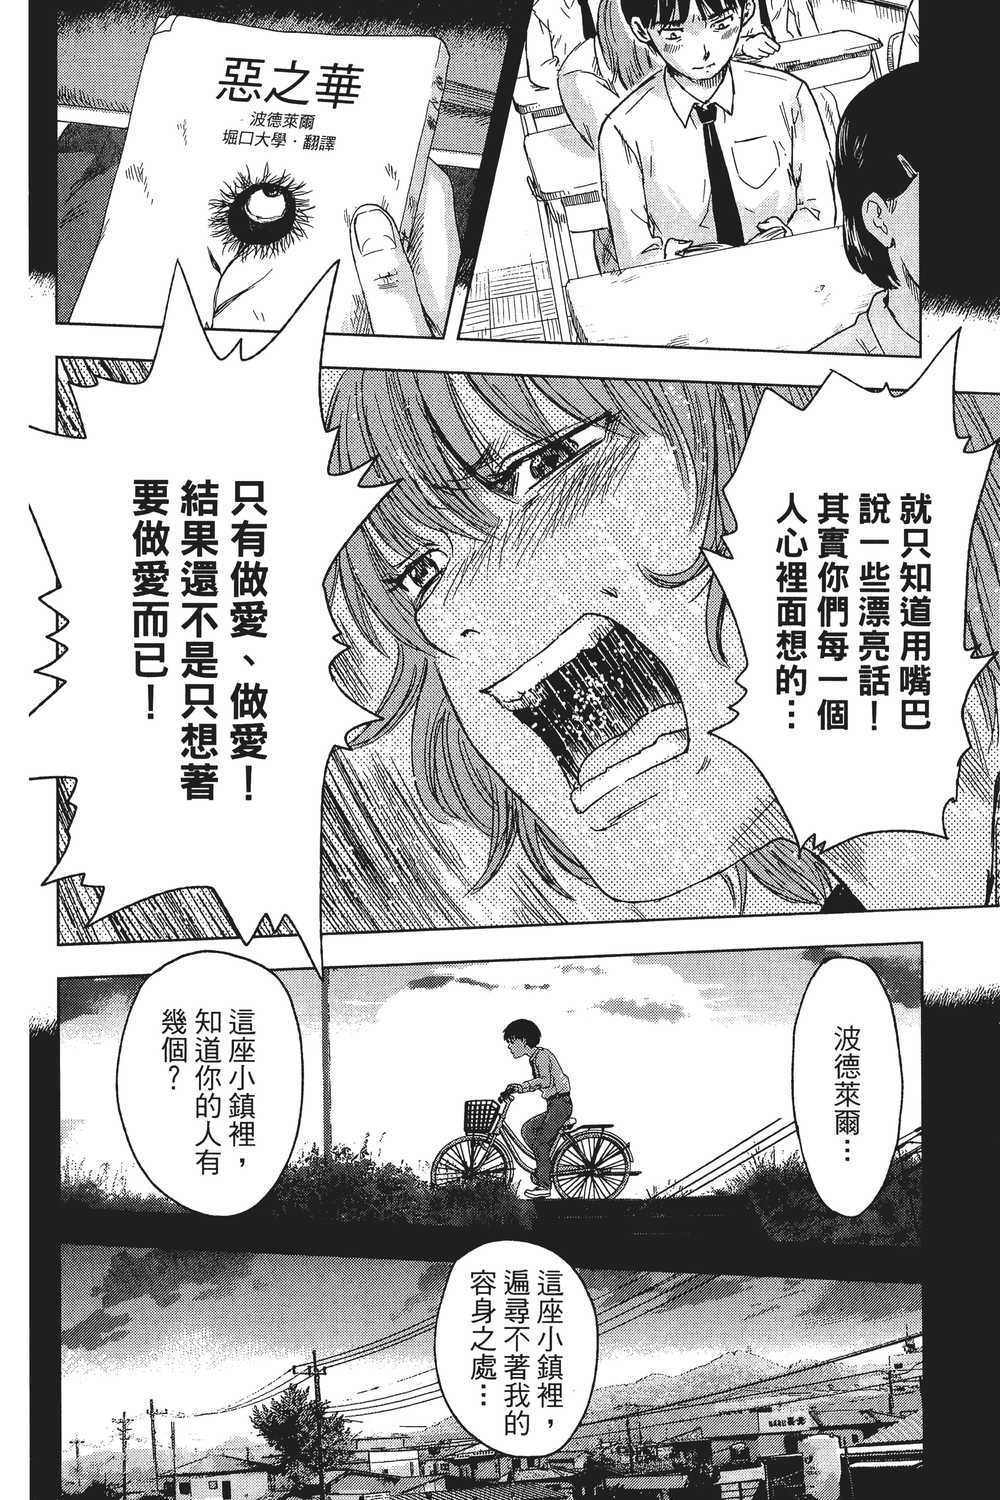 惡之華
波德萊爾
堀口大學・翻譯
就只知道用嘴巴
說一些漂亮話！
其實你們每一個
人心裡面想的…
只有做愛、做愛！
結果還不是只想著
要做愛而已！
波德萊爾…
這座小鎮裡，
知道你的人有
幾個？
這座小鎮裡，
遍尋不著我的
容身之處…